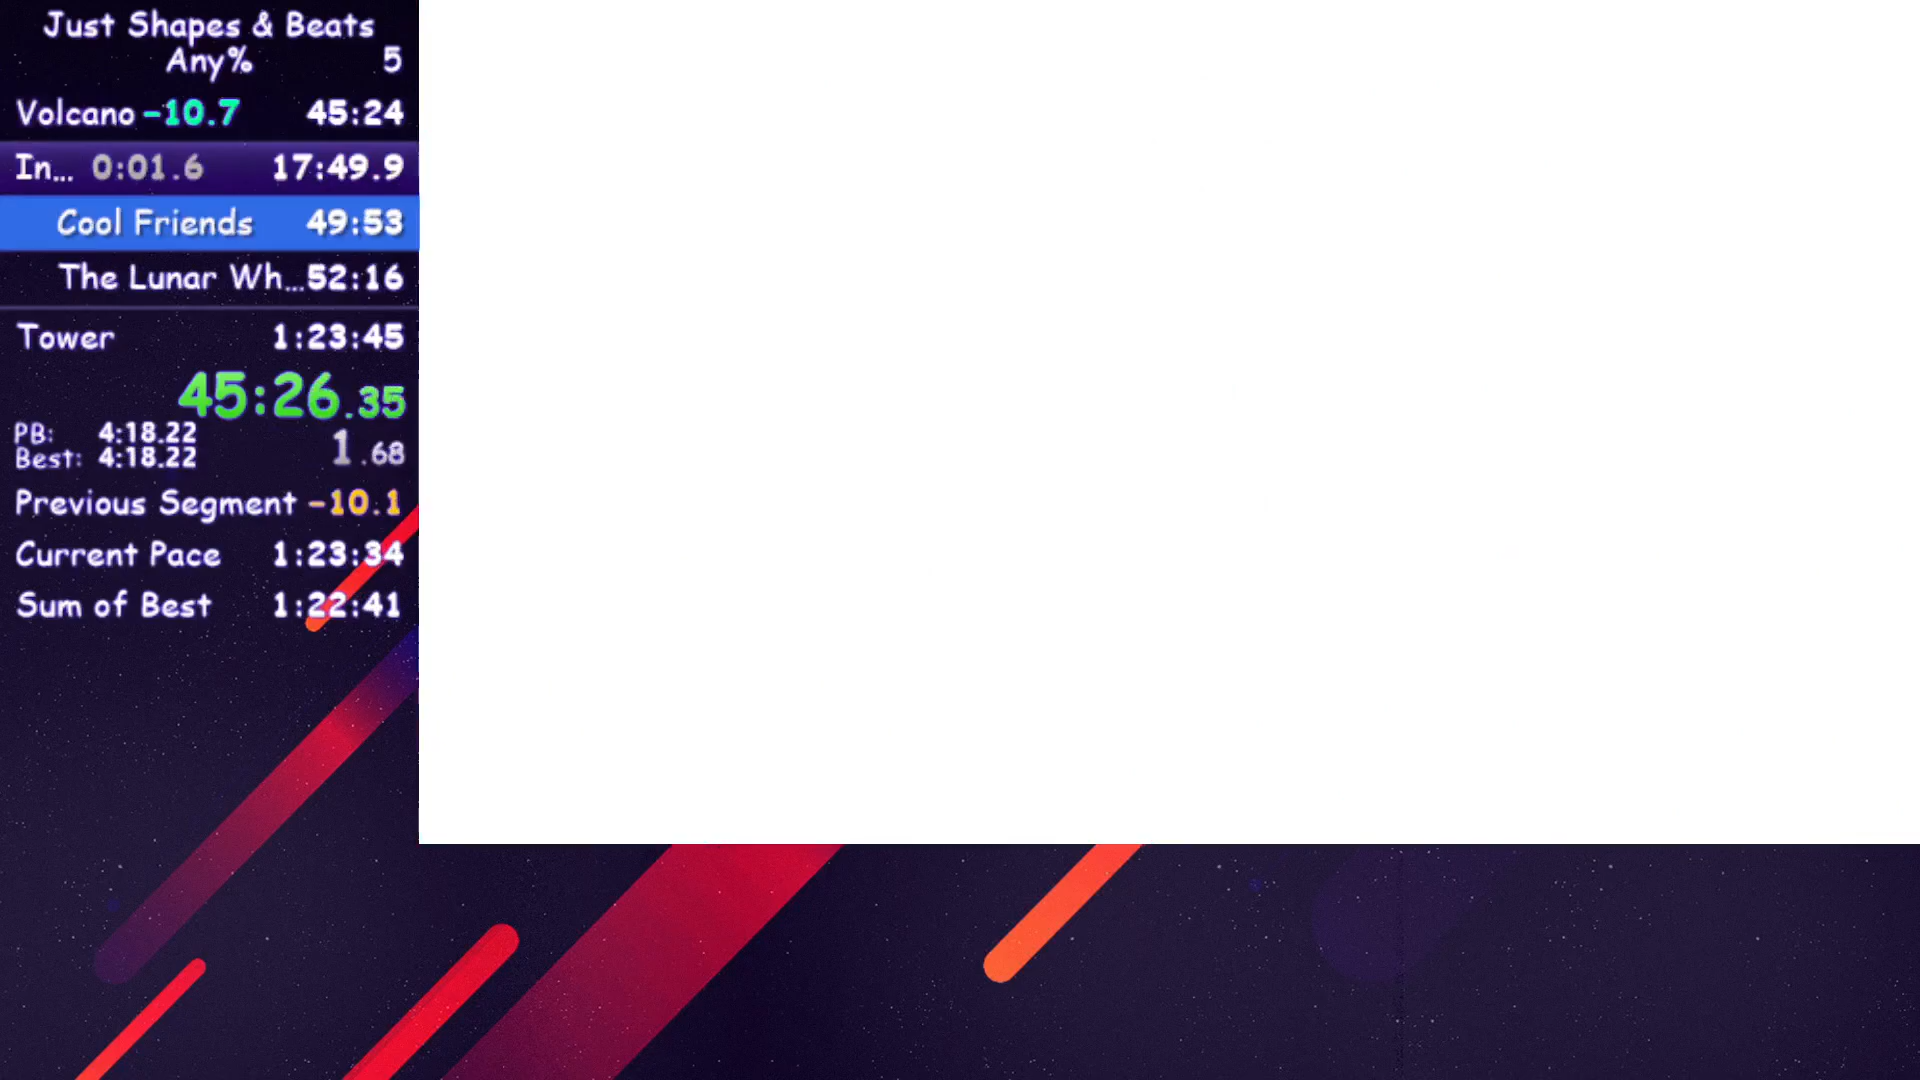 Just Shapes & Beats
Any% 5
Volcano -10.7 45:24
In... 0:01.6 17:49.9
Cool Friends 49:53
The Lunar Wh... 52:16
Tower 1:23:45
45:26.35
PB: 4:18.22
Best: 4:18.22
1.68
Previous Segment -10.1
Current Pace 1:23:34
Sum of Best 1:22:41